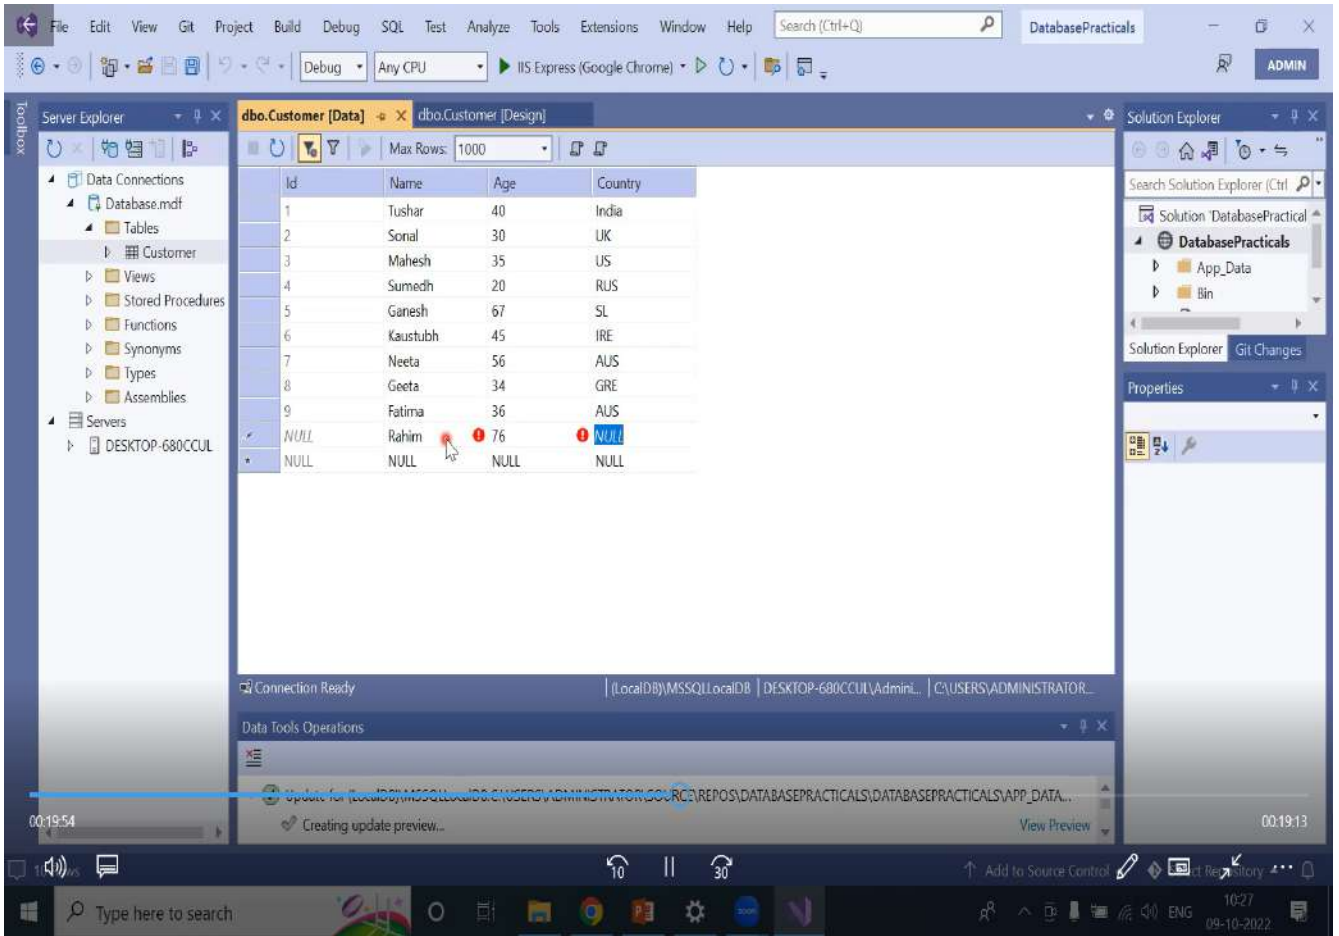 File Edit View Git Project Build Debug SQL Test Analyze Tools Extensions Window Help Search (Ctrl+Q) DatabasePracticals
Debug Any CPU IIS Express (Google Chrome) ADMIN
Toolbox
Server Explorer
Data Connections
Database.mdf
Tables
Customer
Views
Stored Procedures
Functions
Synonyms
Types
Assemblies
Servers
DESKTOP-680CCUL
dbo.Customer [Data] dbo.Customer [Design]
Max Rows: 1000
Id Name Age Country
1 Tushar 40 India
2 Sonal 30 UK
3 Mahesh 35 US
4 Sumedh 20 RUS
5 Ganesh 67 SL
6 Kaustubh 45 IRE
7 Neeta 56 AUS
8 Geeta 34 GRE
9 Fatima 36 AUS
NULL Rahim 76 NULL
NULL NULL NULL NULL
Connection Ready (LocalDB)\MSSQLLocalDB DESKTOP-680CCUL\Admini... C:\USERS\ADMINISTRATOR...
Data Tools Operations
Update for (LocalDB)\MSSQLLocalDB.C:\USERS\ADMINISTRATOR\SOURCE\REPOS\DATABASEPRACTICALS\DATABASEPRACTICALS\APP_DATA...
Creating update preview... View Preview
Solution Explorer
Search Solution Explorer (Ctrl
Solution 'DatabasePractical
DatabasePracticals
App_Data
Bin
Solution Explorer Git Changes
Properties
00:19:54 00:19:13
10 30
Add to Source Control
Type here to search
ENG
10:27
09-10-2022